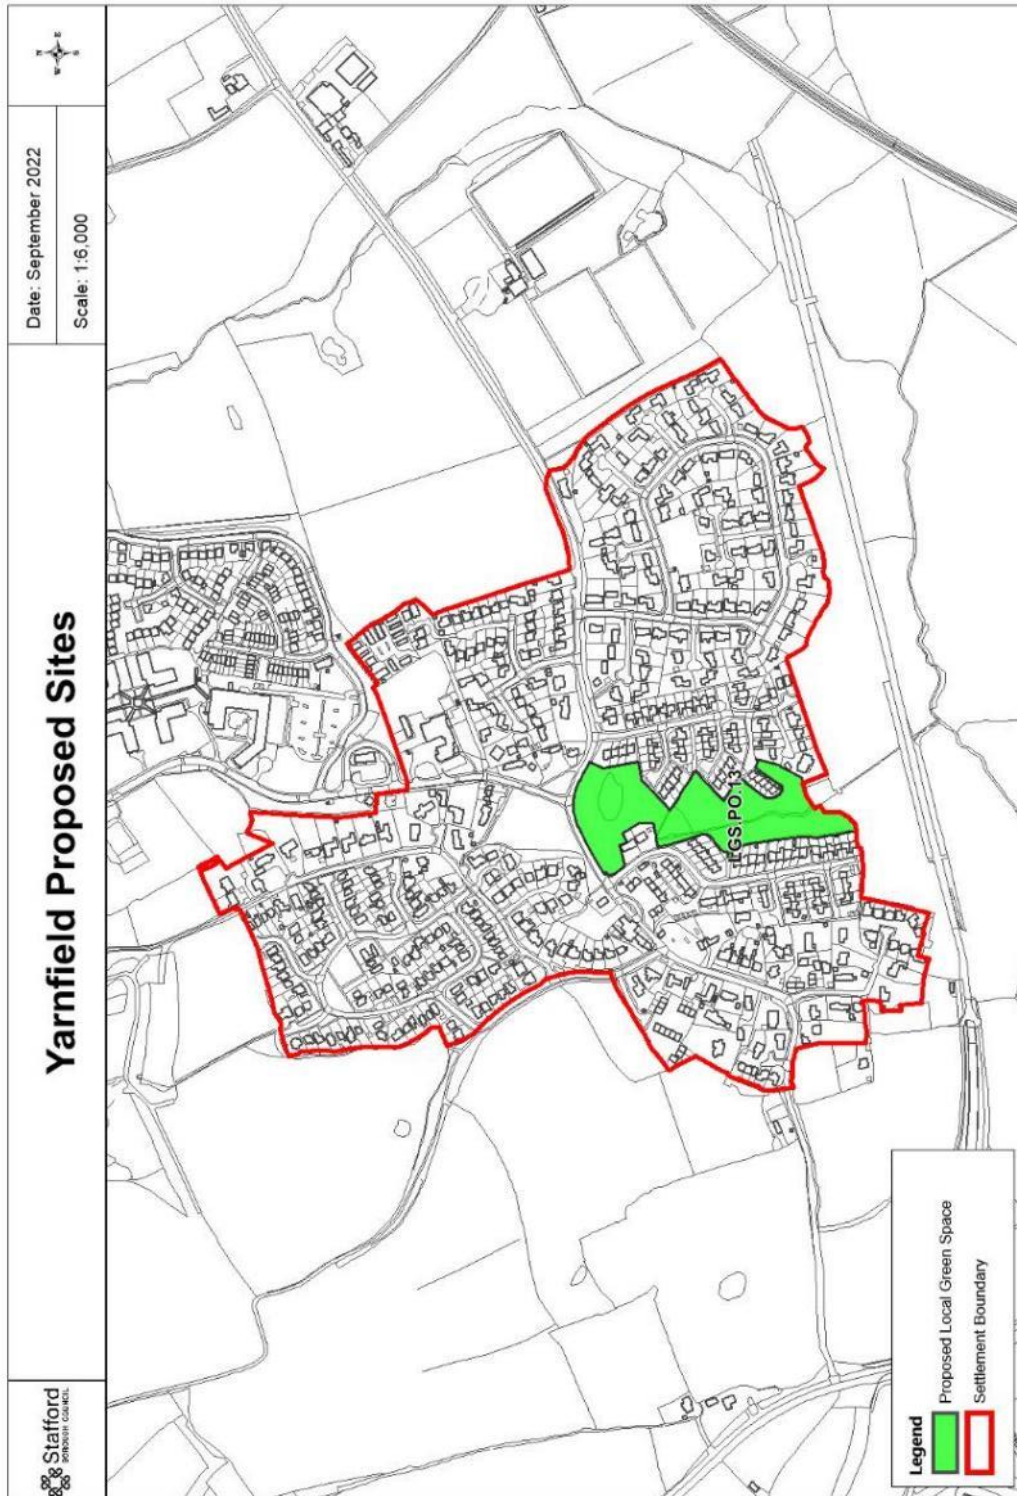 Stafford
BOROUGH COUNCIL
Yarnfield Proposed Sites
Date: September 2022
Scale: 1:6,000
N
E
S
W
LGS.PO.13
Legend
Proposed Local Green Space
Settlement Boundary